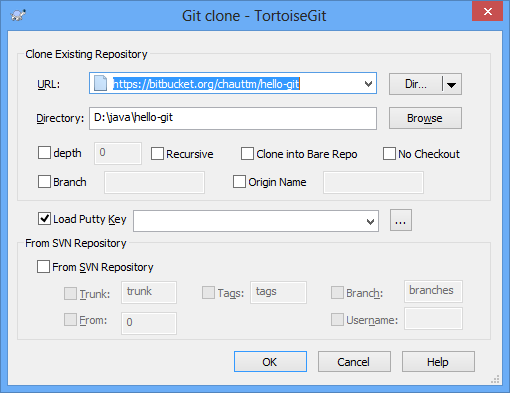 Git clone - TortoiseGit
Clone Existing Repository
URL: https://bitbucket.org/chauttm/hello-git Dir...
Directory: D:\java\hello-git Browse
depth 0 Recursive Clone into Bare Repo No Checkout
Branch Origin Name
Load Putty Key ...
From SVN Repository
From SVN Repository
Trunk: trunk Tags: tags Branch: branches
From: 0 Username:
OK Cancel Help